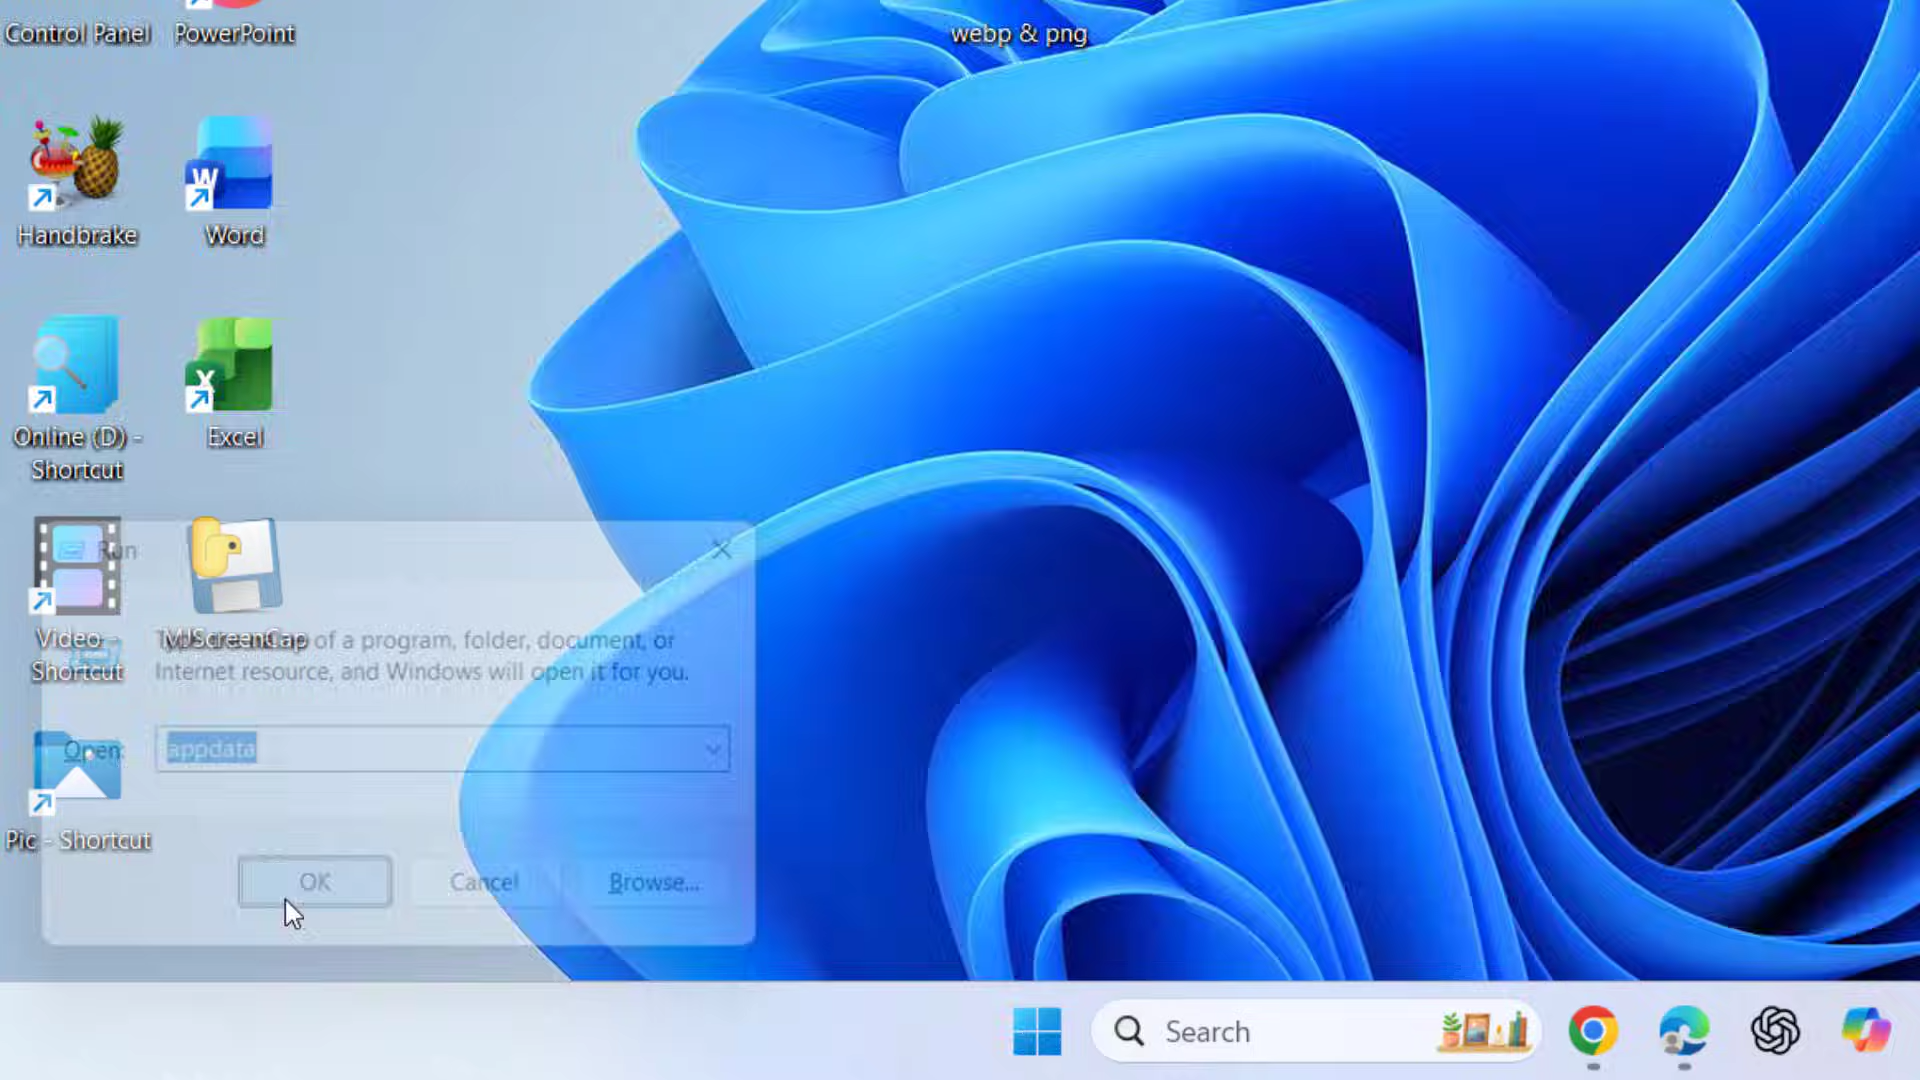 Control Panel
PowerPoint
webp & png
Handbrake
Word
Online (D) -
Shortcut
Excel
Video -
Shortcut
MJScreenCap
Pic - Shortcut
Run
of a program, folder, document, or
Internet resource, and Windows will open it for you.
Open:
appdata
OK
Cancel
Browse...
Search